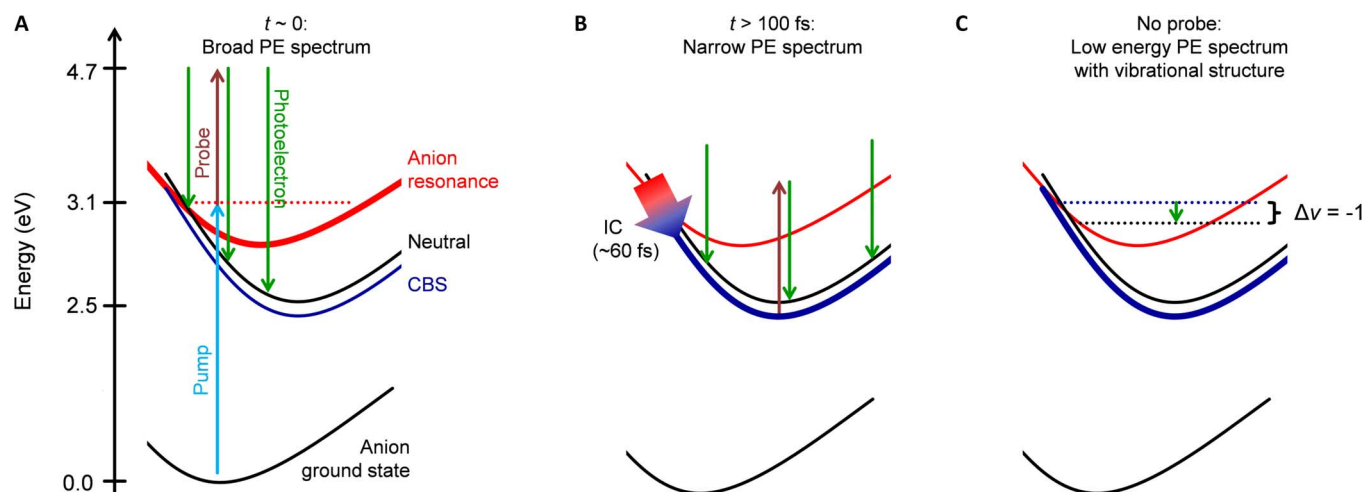 A
t ~ 0:
Broad PE spectrum
B
t > 100 fs:
Narrow PE spectrum
C
No probe:
Low energy PE spectrum
with vibrational structure
Energy (eV)
4.7
3.1
2.5
0.0
Probe
Photoelectron
Pump
Anion
resonance
Neutral
CBS
Anion
ground state
IC
(~60 fs)
Δv = -1